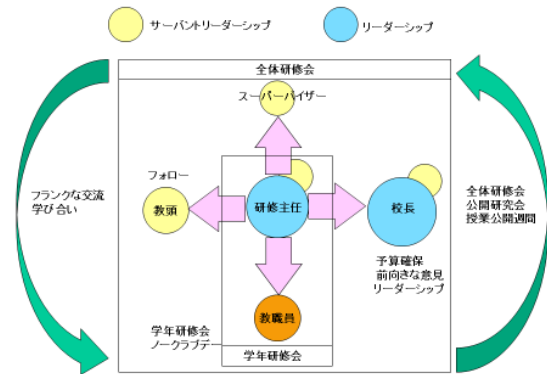 サーバントリーダーシップ
リーダーシップ
全体研修会
スーパーバイザー
フォロー
教頭
研修主任
校長
フランクな交流
学び合い
全体研修会
公開研究会
授業公開週間
予算確保
前向きな意見
リーダーシップ
教職員
学年研修会
ノークラブデー
学年研修会